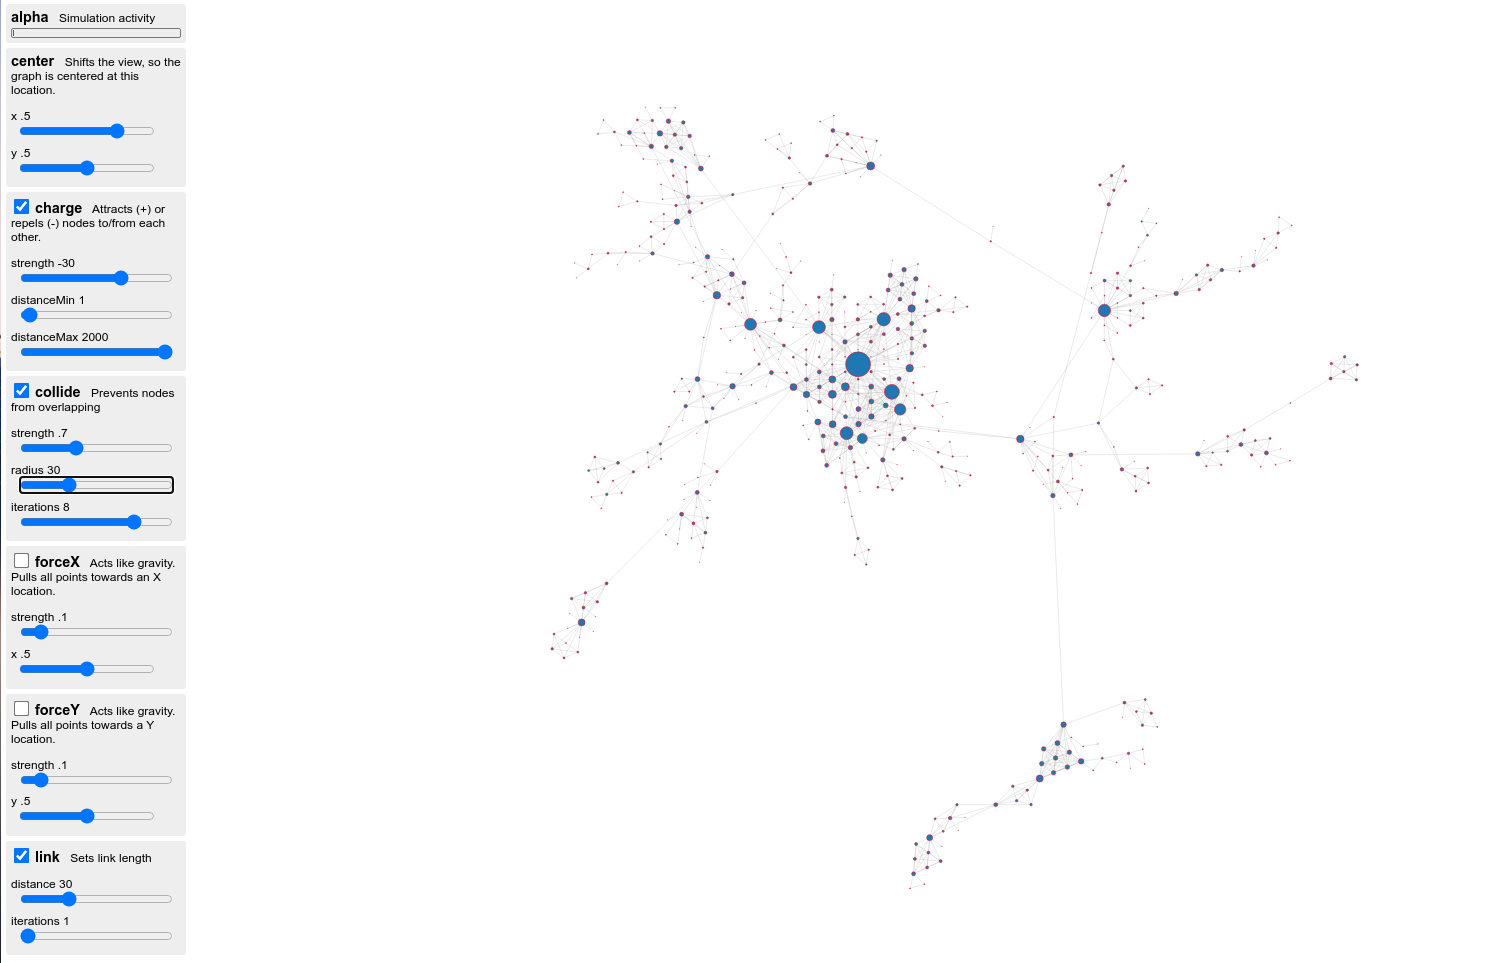 alpha Simulation activity
center Shifts the view, so the
graph is centered at this
location.
x .5
y .5
charge Attracts (+) or
repels (-) nodes to/from each
other.
strength -30
distanceMin 1
distanceMax 2000
collide Prevents nodes
from overlapping
strength .7
radius 30
iterations 8
forceX Acts like gravity.
Pulls all points towards an X
location.
strength .1
x .5
forceY Acts like gravity.
Pulls all points towards a Y
location.
strength .1
y .5
link Sets link length
distance 30
iterations 1